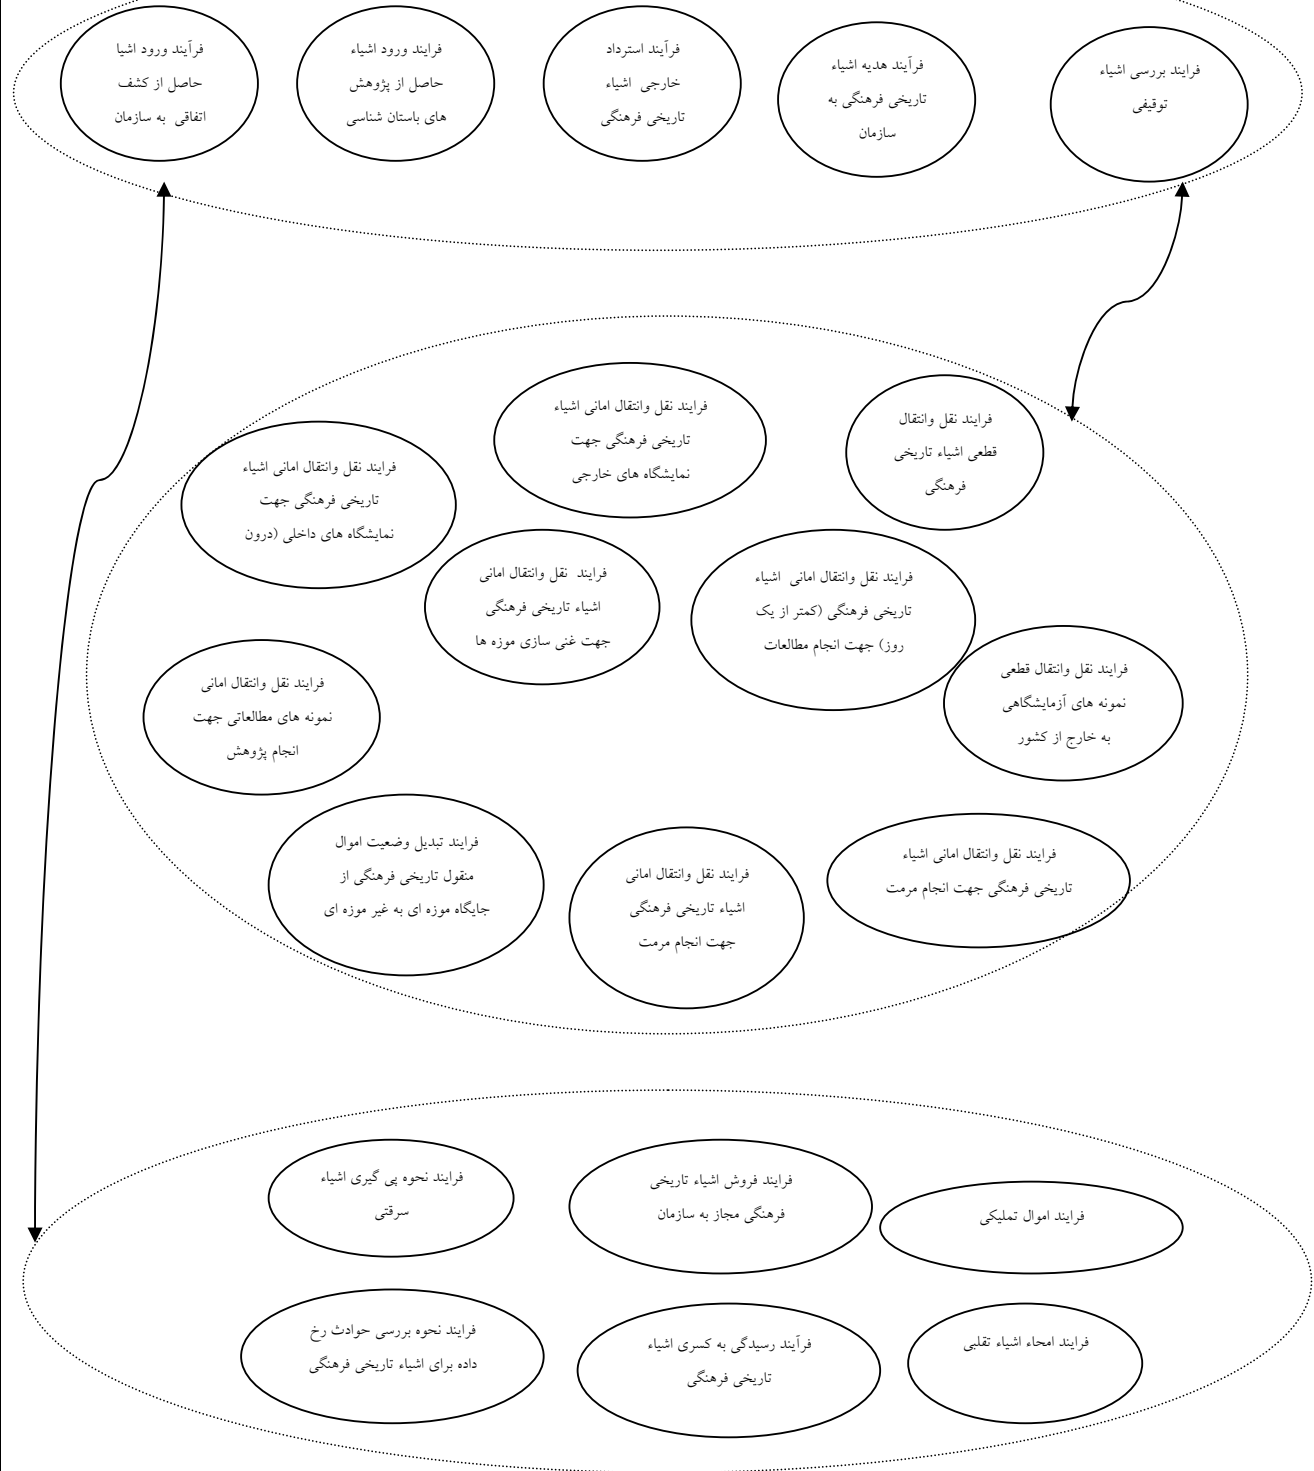 فرایند بررسی اشیاء
توقیفی
فرآیند هدیه اشیاء
تاریخی فرهنگی به
سازمان
فرآیند استرداد
خارجی اشیاء
تاریخی فرهنگی
فرایند ورود اشیاء
حاصل از پژوهش
های باستان شناسی
فرآیند ورود اشیا
حاصل از کشف
اتفاقی به سازمان
فرایند نقل وانتقال
قطعی اشیاء تاریخی
فرهنگی
فرایند نقل وانتقال امانی اشیاء
تاریخی فرهنگی جهت
نمایشگاه های خارجی
فرایند نقل وانتقال امانی اشیاء
تاریخی فرهنگی جهت
نمایشگاه های داخلی (درون
فرایند نقل وانتقال امانی اشیاء
تاریخی فرهنگی (کمتر از یک
روز) جهت انجام مطالعات
فرایند نقل وانتقال امانی
اشیاء تاریخی فرهنگی
جهت غنی سازی موزه ها
فرایند نقل وانتقال قطعی
نمونه های آزمایشگاهی
به خارج از کشور
فرایند نقل وانتقال امانی
نمونه های مطالعاتی جهت
انجام پژوهش
فرایند نقل وانتقال امانی اشیاء
تاریخی فرهنگی جهت انجام مرمت
فرایند نقل وانتقال امانی
اشیاء تاریخی فرهنگی
جهت انجام مرمت
فرایند تبدیل وضعیت اموال
منقول تاریخی فرهنگی از
جایگاه موزه ای به غیر موزه ای
فرایند اموال تملیکی
فرایند فروش اشیاء تاریخی
فرهنگی مجاز به سازمان
فرایند نحوه پی گیری اشیاء
سرقتی
فرایند امحاء اشیاء تقلبی
فرآیند رسیدگی به کسری اشیاء
تاریخی فرهنگی
فرایند نحوه بررسی حوادث رخ
داده برای اشیاء تاریخی فرهنگی